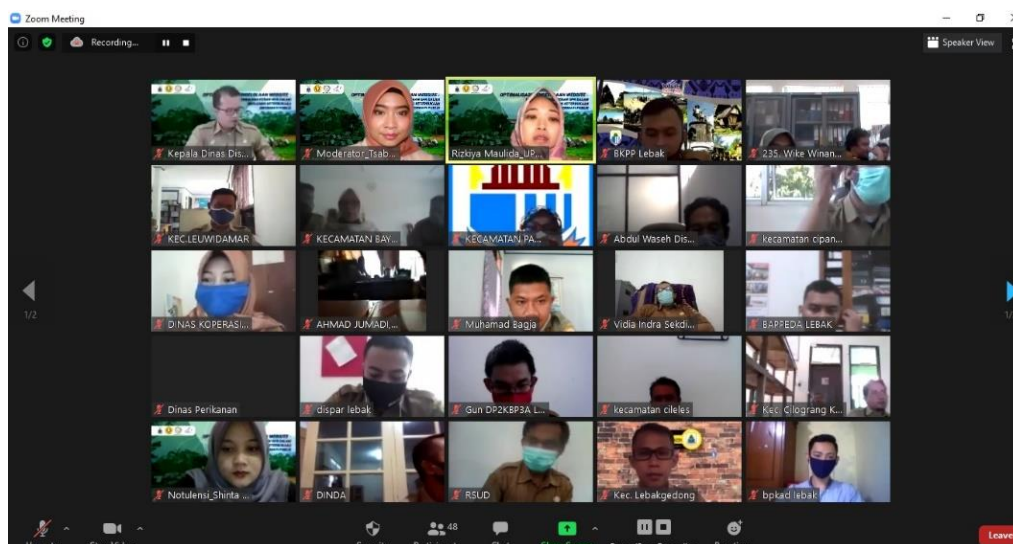 Zoom Meeting
Recording...
Speaker View
Kepala Dinas Dis...
Moderator_Tsab...
Rizkiya Maulida_UP...
BKPP Lebak
235. Wike Winan...
KEC.LEUWIDAMAR
KECAMATAN BAY...
KECAMATAN PA...
Abdul Waseh Dis...
kecamatan cipan...
1/2
DINAS KOPERASI...
AHMAD JUMADI,...
Muhamad Bagja
Vidia Indra Sekdi...
BAPPEDA LEBAK
Dinas Perikanan
dispar lebak
Gun DP2KBP3A L...
kecamatan cileles
Kec. Cilograng K...
Notulensi_Shinta ...
DINDA
RSUD
Kec. Lebakgedong
bpkad lebak
48
Leave